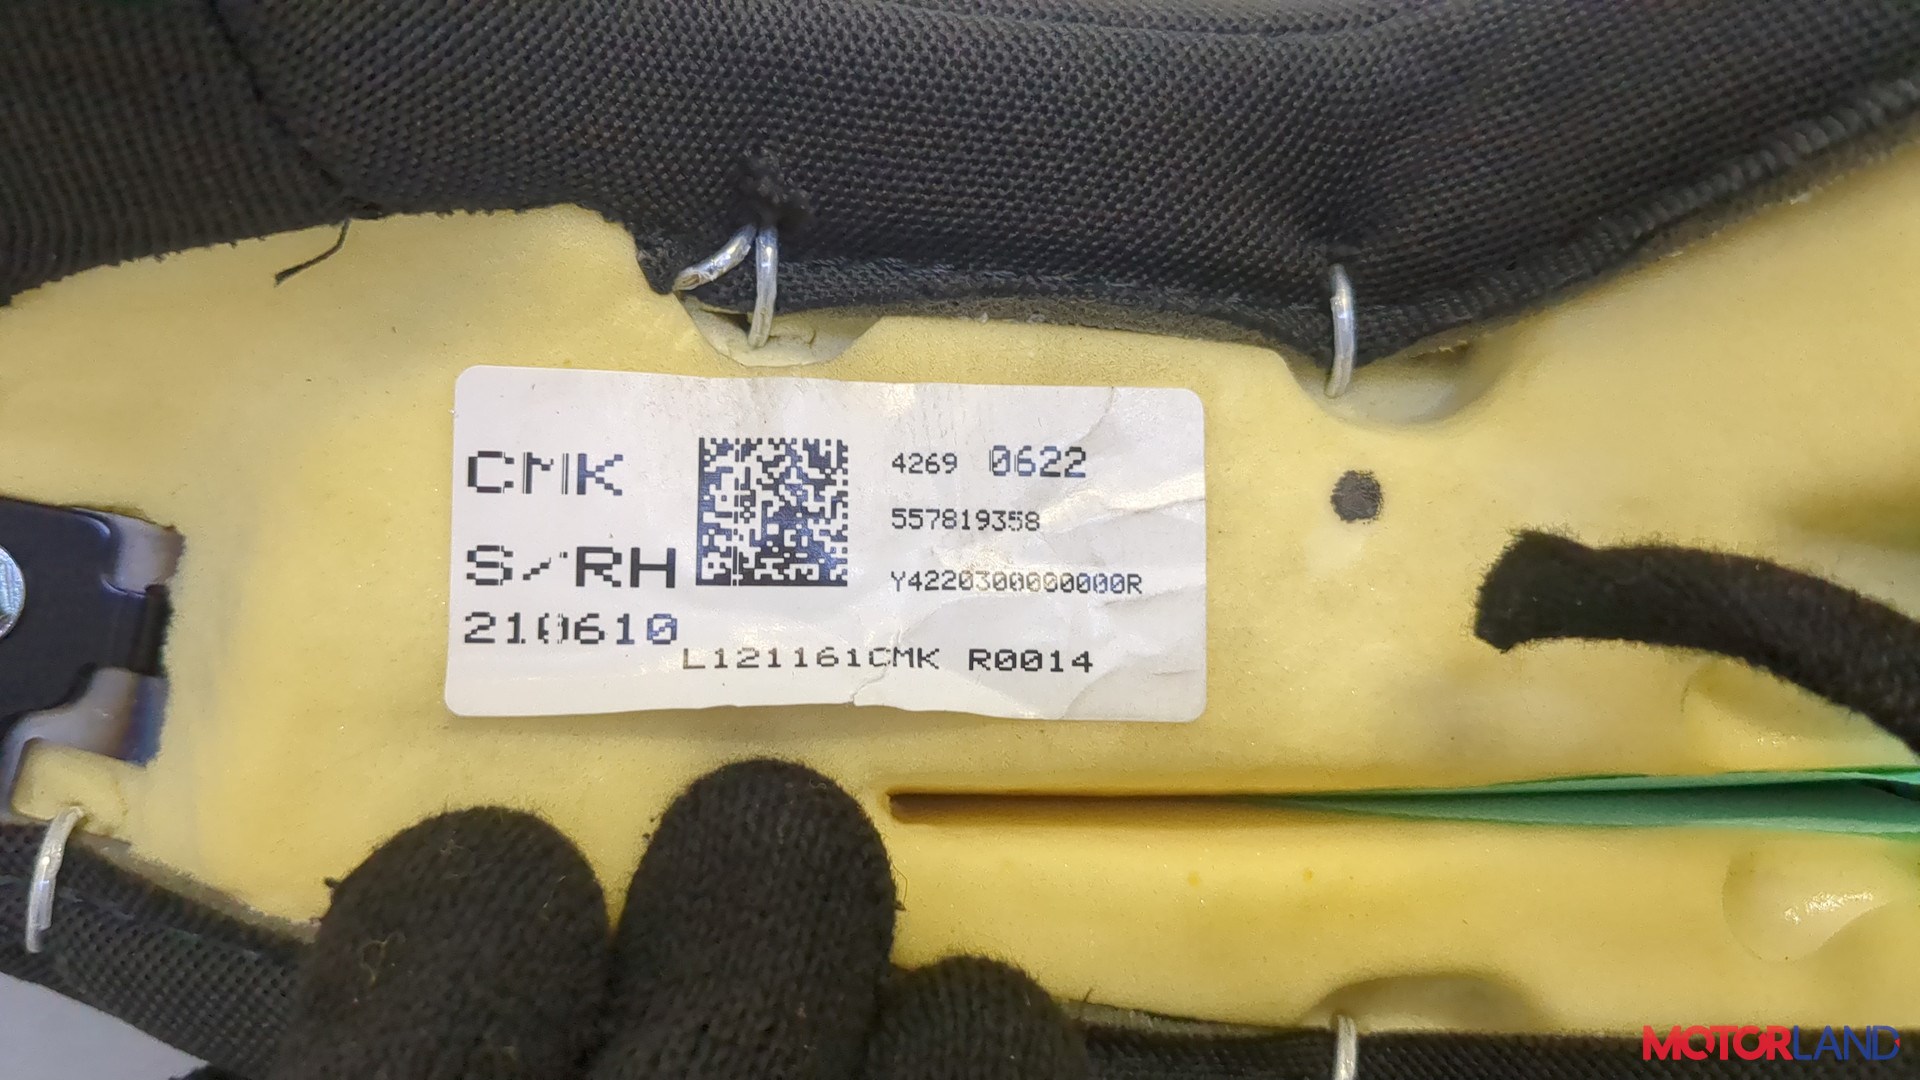 CMK
S/RH
210610
4269 0622
557819358
Y4220300000000R
L121161CMK R0014
MOTORLAND